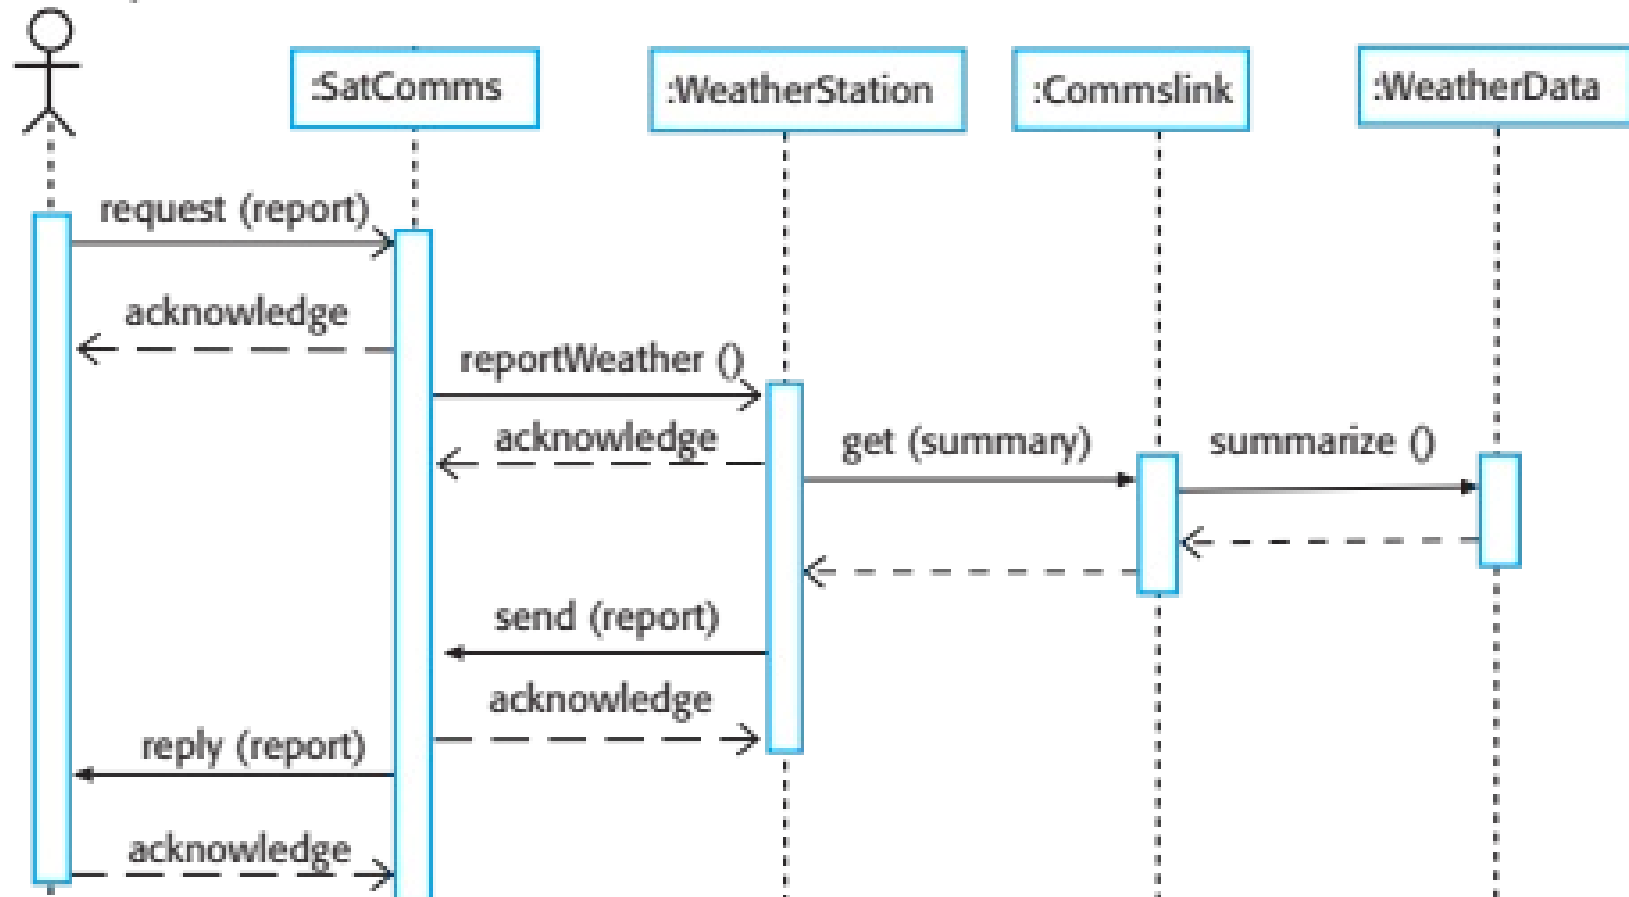 :SatComms
:WeatherStation
:Commslink
:WeatherData
request (report)
acknowledge
reportWeather ()
acknowledge
get (summary)
summarize ()
send (report)
acknowledge
reply (report)
acknowledge